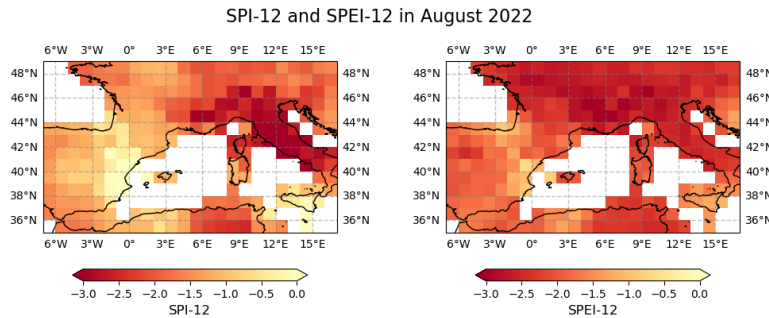 SPI-12 and SPEI-12 in August 2022
6°W 3°W 0° 3°E 6°E 9°E 12°E 15°E
6°W 3°W 0° 3°E 6°E 9°E 12°E 15°E
48°N 48°N 48°N 48°N
46°N 46°N 46°N 46°N
44°N 44°N 44°N 44°N
42°N 42°N 42°N 42°N
40°N 40°N 40°N 40°N
38°N 38°N 38°N 38°N
36°N 36°N 36°N 36°N
6°W 3°W 0° 3°E 6°E 9°E 12°E 15°E
6°W 3°W 0° 3°E 6°E 9°E 12°E 15°E
−3.0 −2.5 −2.0 −1.5 −1.0 −0.5 0.0
SPI-12
−3.0 −2.5 −2.0 −1.5 −1.0 −0.5 0.0
SPEI-12